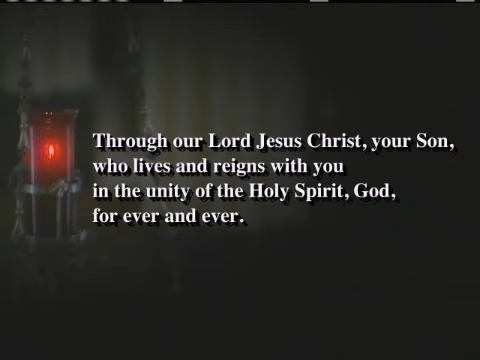 Through our Lord Jesus Christ, your Son,
who lives and reigns with you
in the unity of the Holy Spirit, God,
for ever and ever.